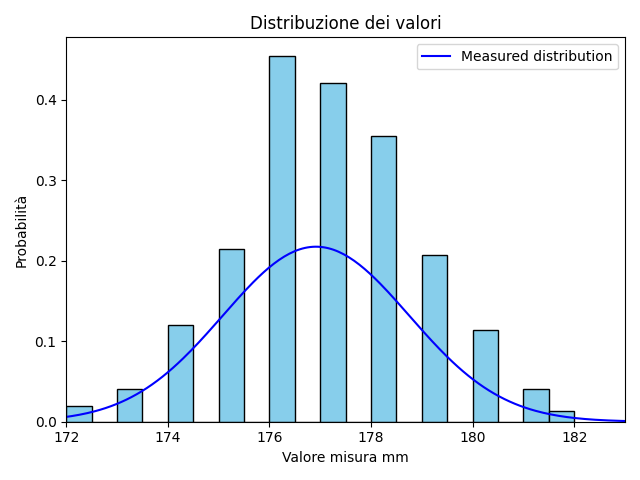 Distribuzione dei valori
Measured distribution
Probabilità
0.4
0.3
0.2
0.1
0.0
172 174 176 178 180 182
Valore misura mm